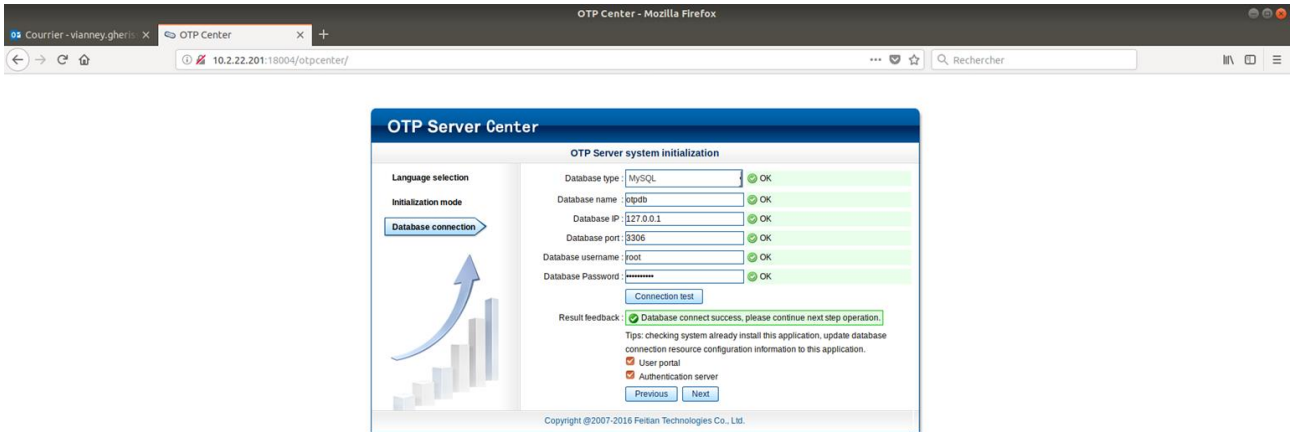 OTP Center - Mozilla Firefox
Courrier - vianney.gheris
OTP Center
10.2.22.201:18004/otpcenter/
Rechercher
OTP Server Center
OTP Server system initialization
Language selection
Initialization mode
Database connection
Database type : MySQL OK
Database name : otpdb OK
Database IP : 127.0.0.1 OK
Database port : 3306 OK
Database username : root OK
Database Password : •••••••••• OK
Connection test
Result feedback : Database connect success, please continue next step operation.
Tips: checking system already install this application, update database
connection resource configuration information to this application.
User portal
Authentication server
Previous Next
Copyright @2007-2016 Feitian Technologies Co., Ltd.